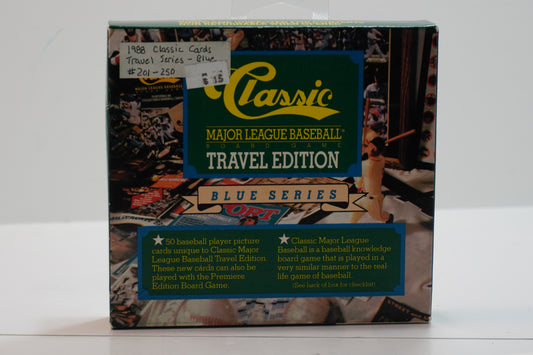 1988 Classic Cards
Travel Series - Blue
#201-250
$15
Classic
MAJOR LEAGUE BASEBALL®
BOARD GAME
TRAVEL EDITION
BLUE SERIES
SPORT
50 baseball player picture
cards unique to Classic Major
League Baseball Travel Edition.
These new cards can also be
played with the Premiere
Edition Board Game.
Classic Major League
Baseball is a baseball knowledge
board game that is played in a
very similar manner to the real-
life game of baseball.
(See back of box for checklist)